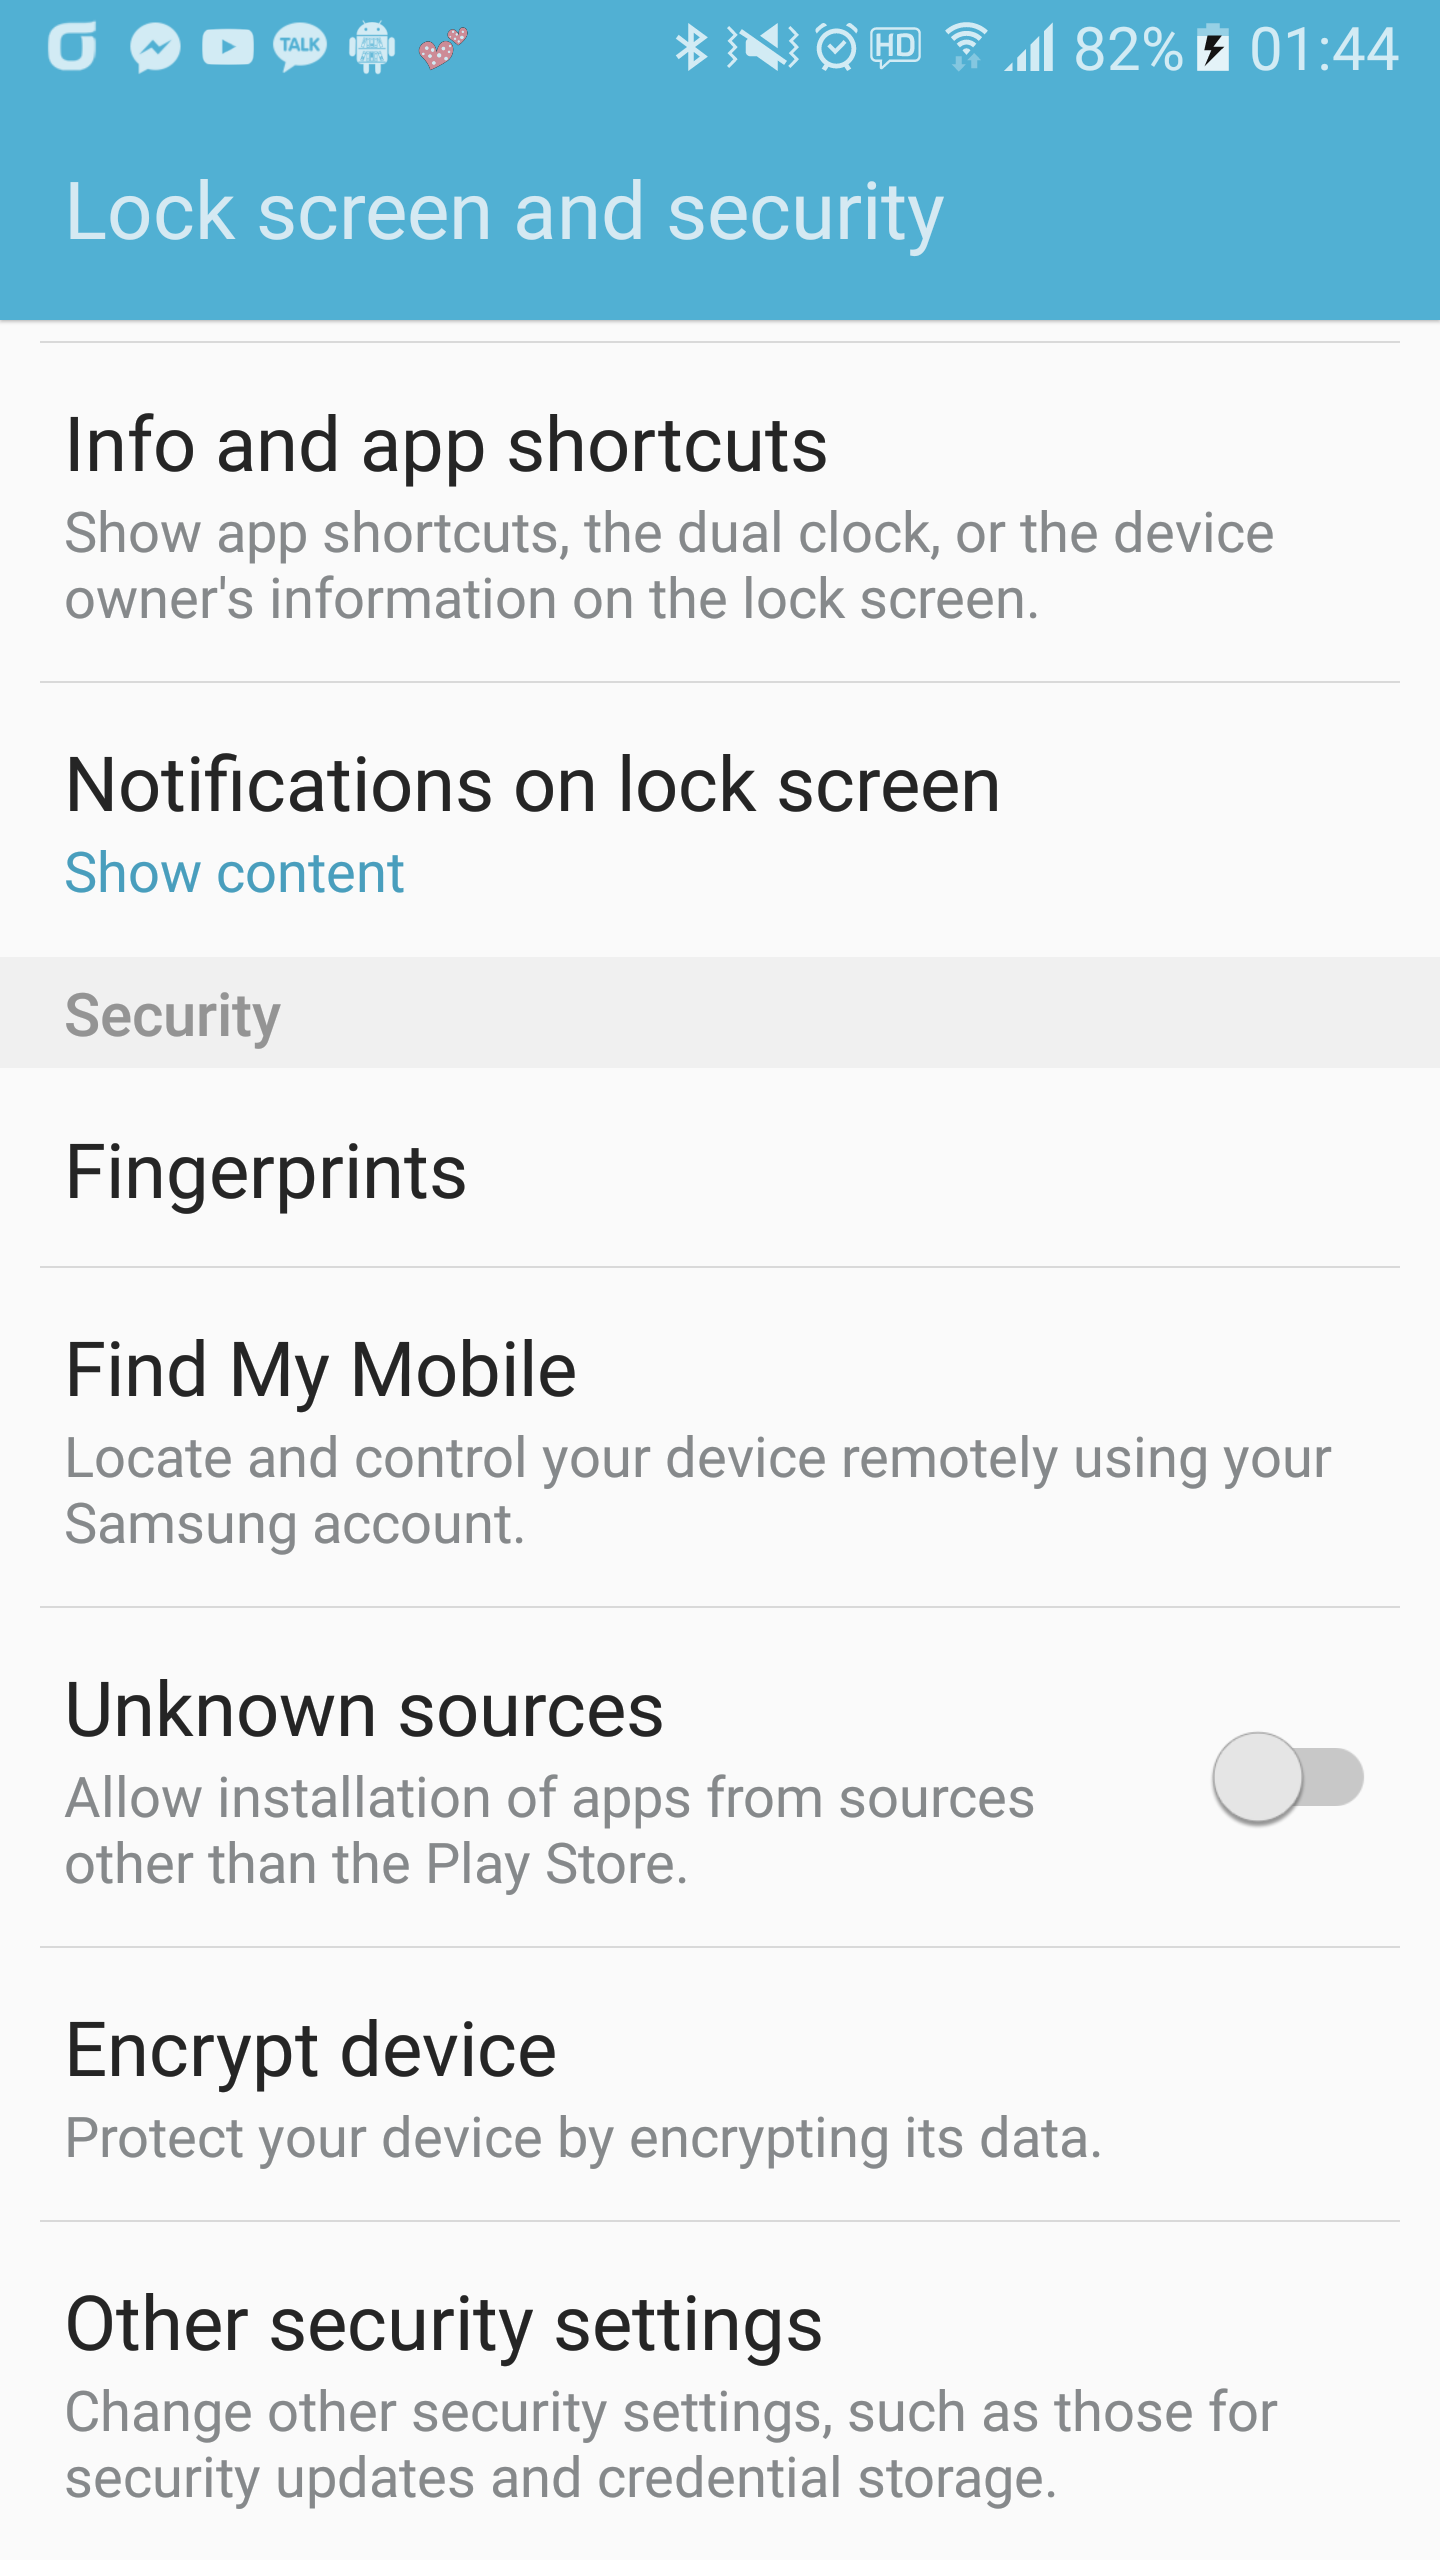 TALK HD 82% 01:44
Lock screen and security
Info and app shortcuts
Show app shortcuts, the dual clock, or the device
owner's information on the lock screen.
Notifications on lock screen
Show content
Security
Fingerprints
Find My Mobile
Locate and control your device remotely using your
Samsung account.
Unknown sources
Allow installation of apps from sources
other than the Play Store.
Encrypt device
Protect your device by encrypting its data.
Other security settings
Change other security settings, such as those for
security updates and credential storage.